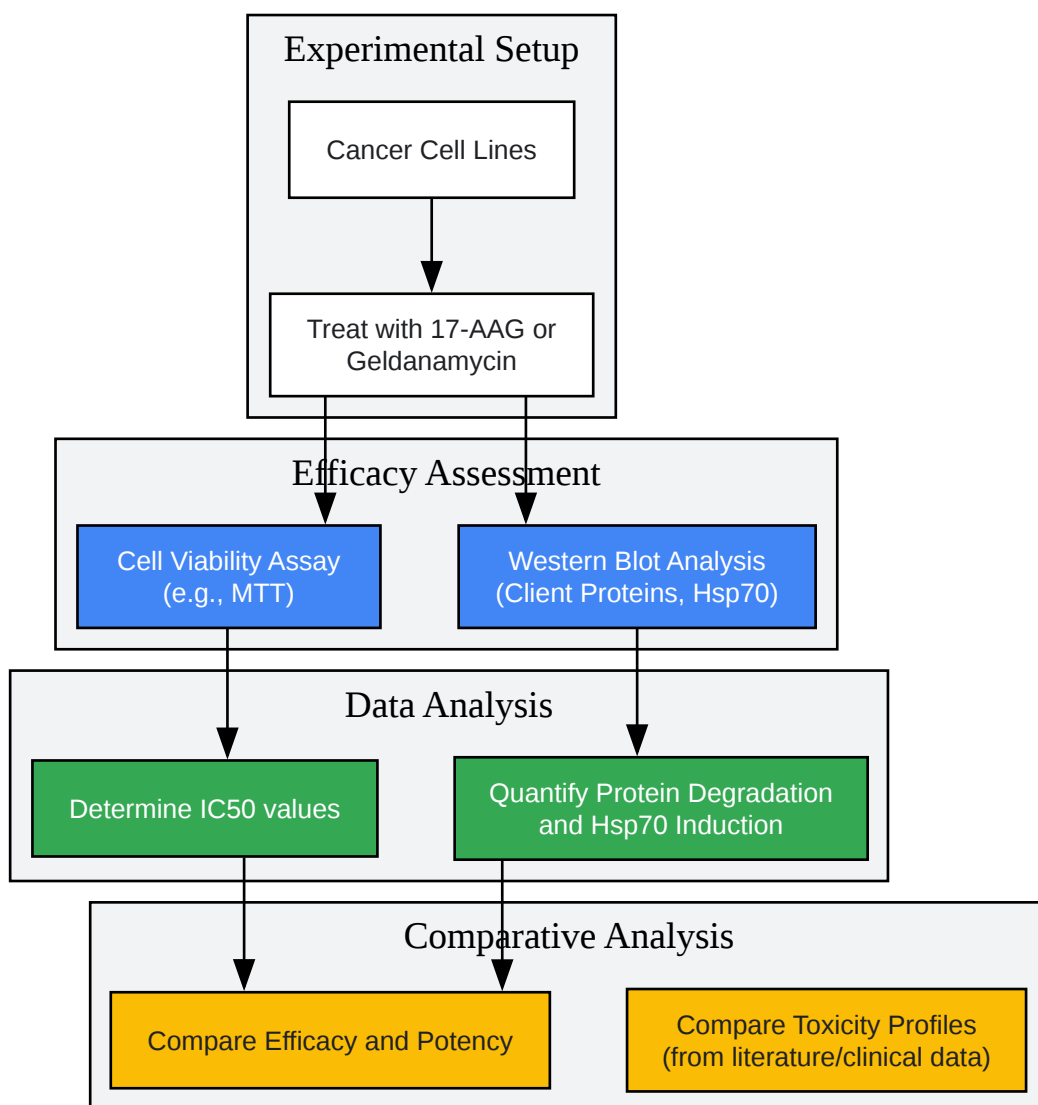 Experimental Setup
Cancer Cell Lines
Treat with 17-AAG or
Geldanamycin
Efficacy Assessment
Cell Viability Assay
(e.g., MTT)
Western Blot Analysis
(Client Proteins, Hsp70)
Data Analysis
Determine IC50 values
Quantify Protein Degradation
and Hsp70 Induction
Comparative Analysis
Compare Efficacy and Potency
Compare Toxicity Profiles
(from literature/clinical data)